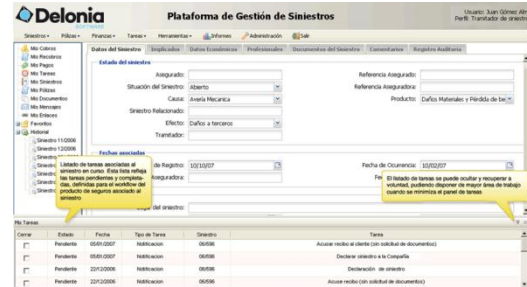 Delonia
SOFTWARE
Plataforma de Gestión de Siniestros
Usuario: Juan Gómez
Perfil: Tramitador de siniestros
Siniestros Pólizas Finanzas Tareas Herramientas Informes Administración Salir
Mis Cobros
Mis Recobros
Mis Pagos
Mis Tareas
Mis Siniestros
Mis Pólizas
Mis Documentos
Mis Mensajes
Mis Enlaces
Favoritos
Historial
Siniestro 11/2006
Siniestro 12/2006
Datos del Siniestro Implicados Datos Económicos Profesionales Documentos del Siniestro Comentarios Registro Auditoría
Estado del siniestro
Asegurado: Referencia Asegurado:
Situación del Siniestro: Abierto Referencia Aseguradora:
Causa: Avería Mecanica Producto: Daños Materiales y Pérdida de be
Siniestro Relacionado:
Efecto: Daños a terceros
Tramitador:
Fechas asociadas
de Registro: 10/10/07 Fecha de Ocurrencia: 10/02/07
Aseguradora:
del siniestro:
Listado de tareas asociadas al
siniestro en curso. Esta lista refleja
las tareas pendientes y completa-
das, definidas para el workflow del
producto de seguros asociado al
siniestro
El listado de tareas se puede ocultar y recuperar a
voluntad, pudiendo disponer de mayor área de trabajo
cuando se minimiza el panel de tareas
Mis Tareas
Cerrar Estado Fecha Tipo de Tarea Siniestro Tarea
Pendiente 05/01/2007 Notificacion 06/598 Acusar recibo al cliente (sin solicitud de documentos)
Pendiente 05/01/2007 Notificacion 06/598 Declarar siniestro a la Compañía
Pendiente 22/12/2006 Notificacion 06/598 Declaración de siniestro
Pendiente 22/12/2006 Notificacion 06/598 Acuse recibo (sin solicitud de documentos)